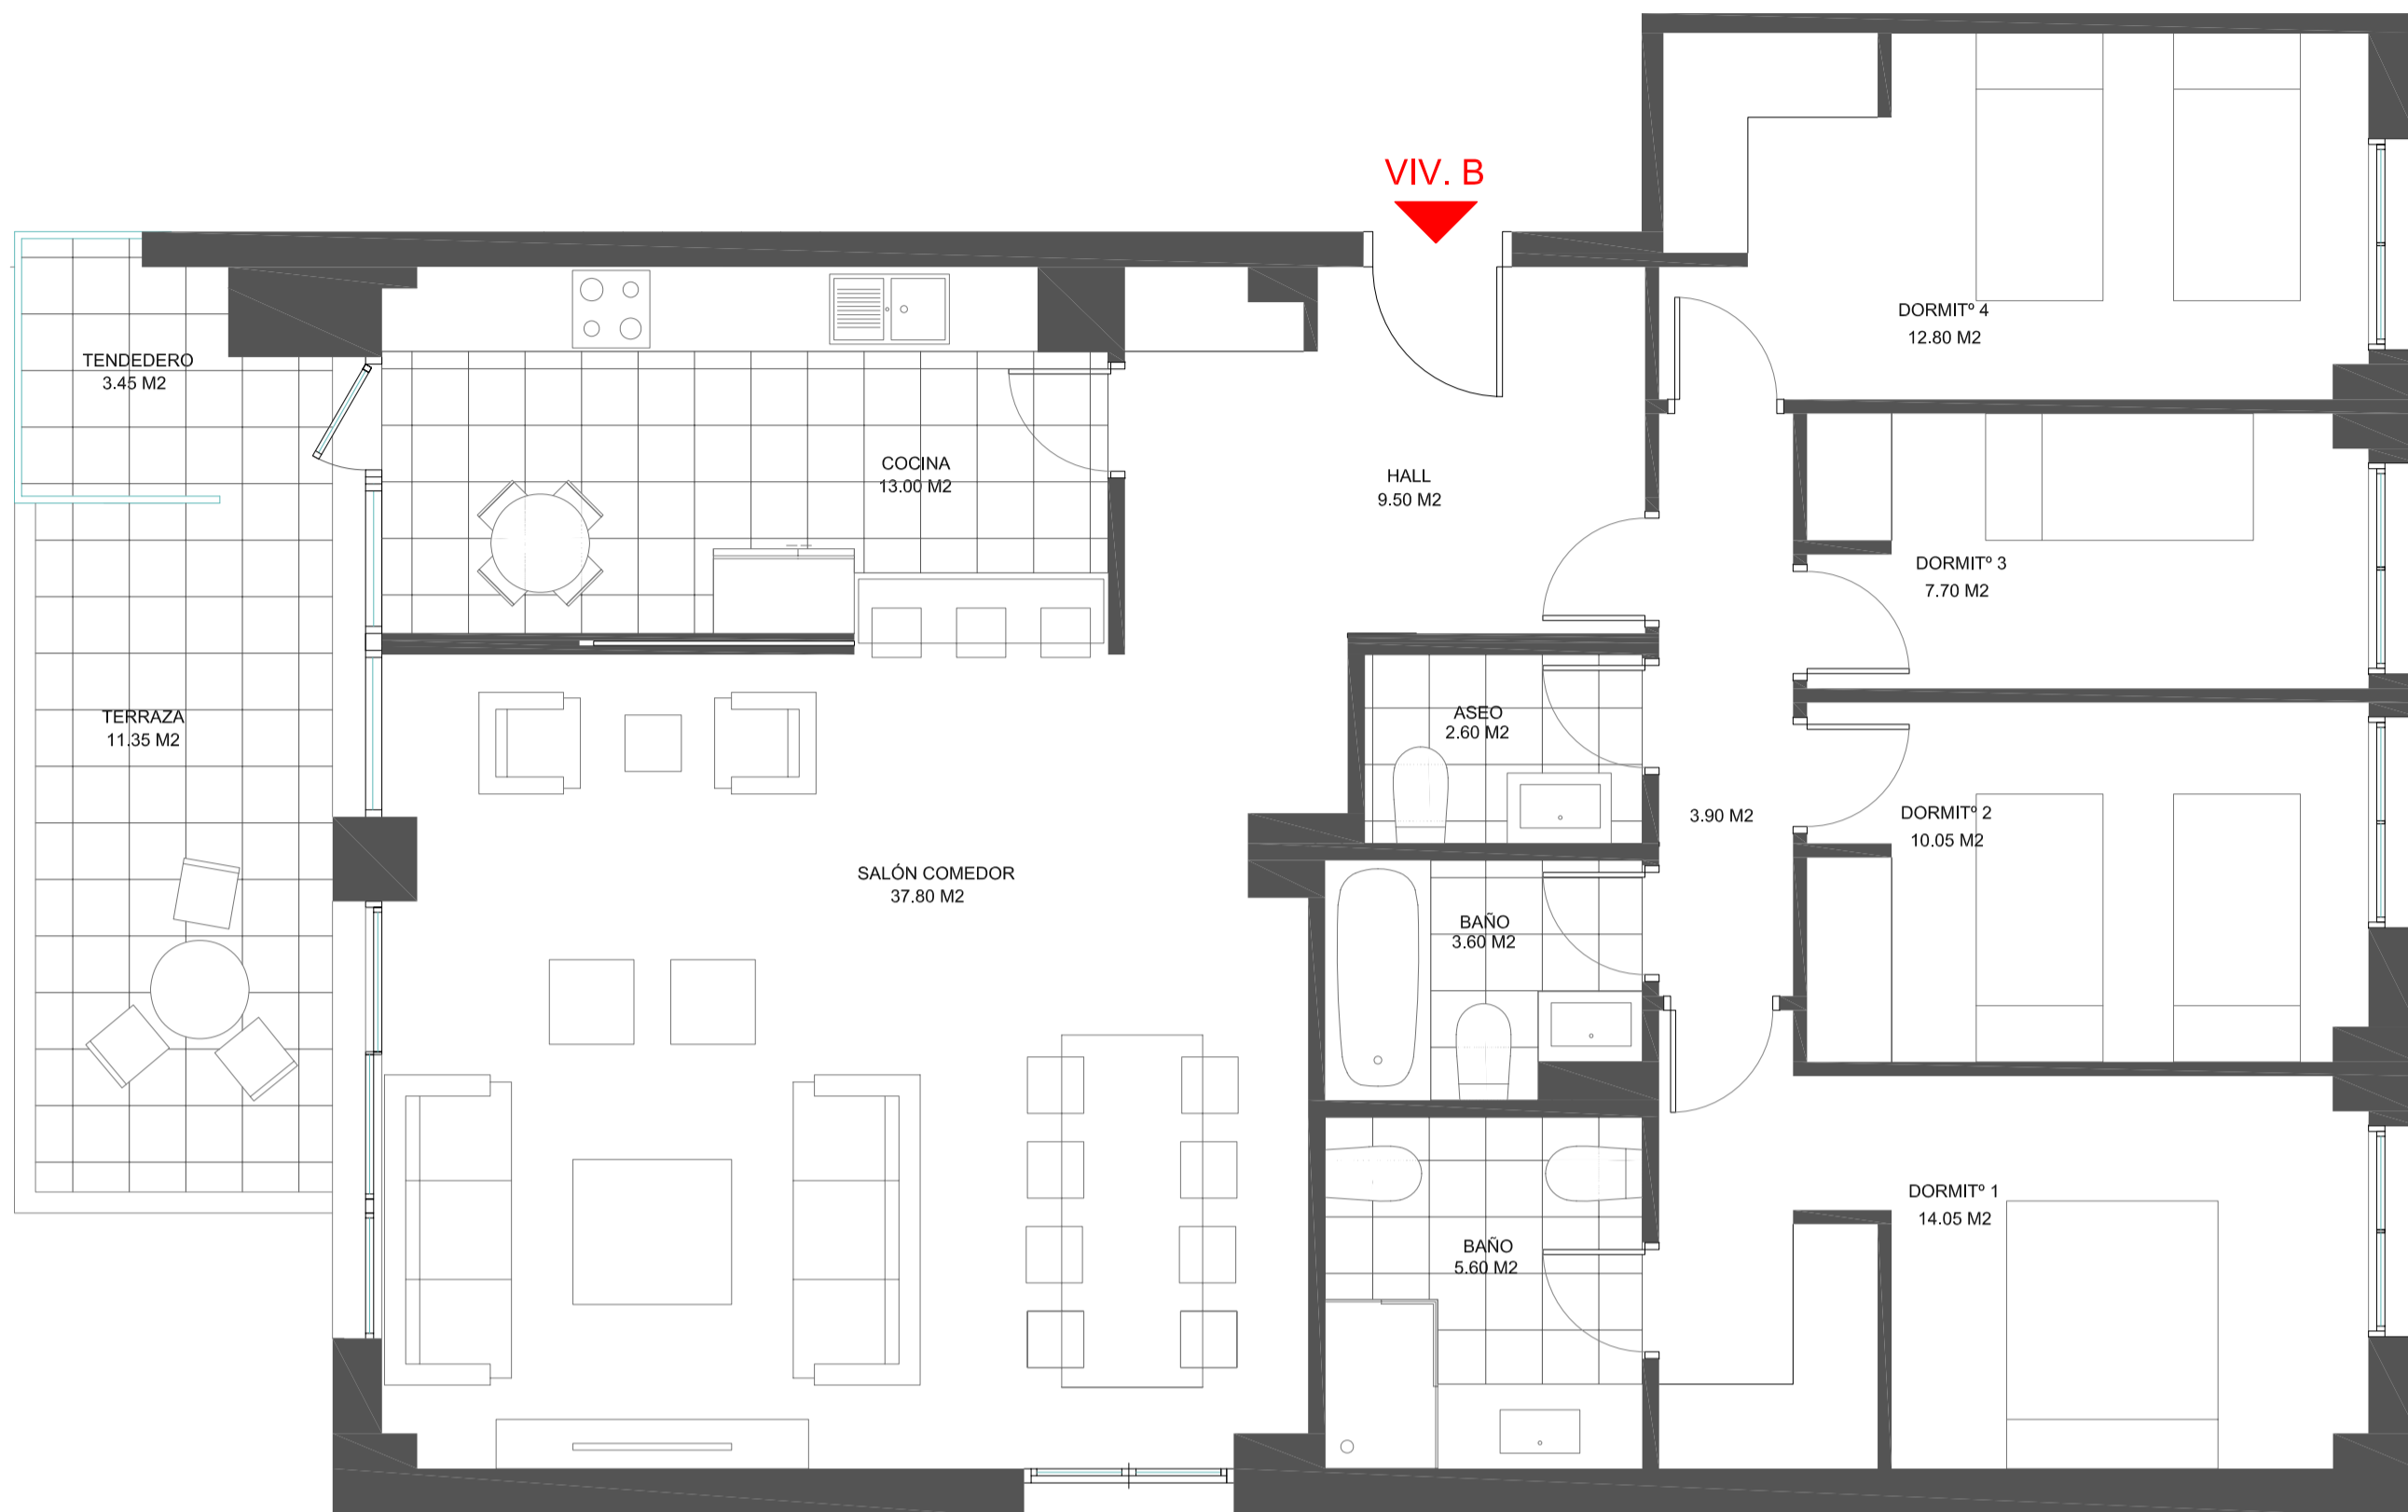 VIV. B
DORMITº 4
12.80 M2
TENDEDERO
3.45 M2
COCINA
13.00 M2
HALL
9.50 M2
DORMITº 3
7.70 M2
TERRAZA
11.35 M2
ASEO
2.60 M2
3.90 M2
DORMITº 2
10.05 M2
SALÓN COMEDOR
37.80 M2
BAÑO
3.60 M2
DORMITº 1
14.05 M2
BAÑO
5.60 M2